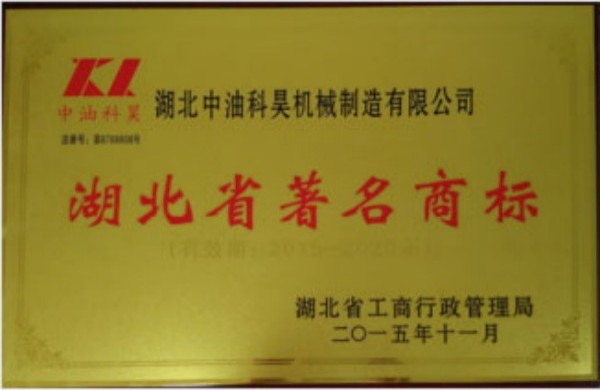 中油科昊
湖北中油科昊机械制造有限公司
湖北省著名商标
湖北省工商行政管理局
二〇一五年十一月